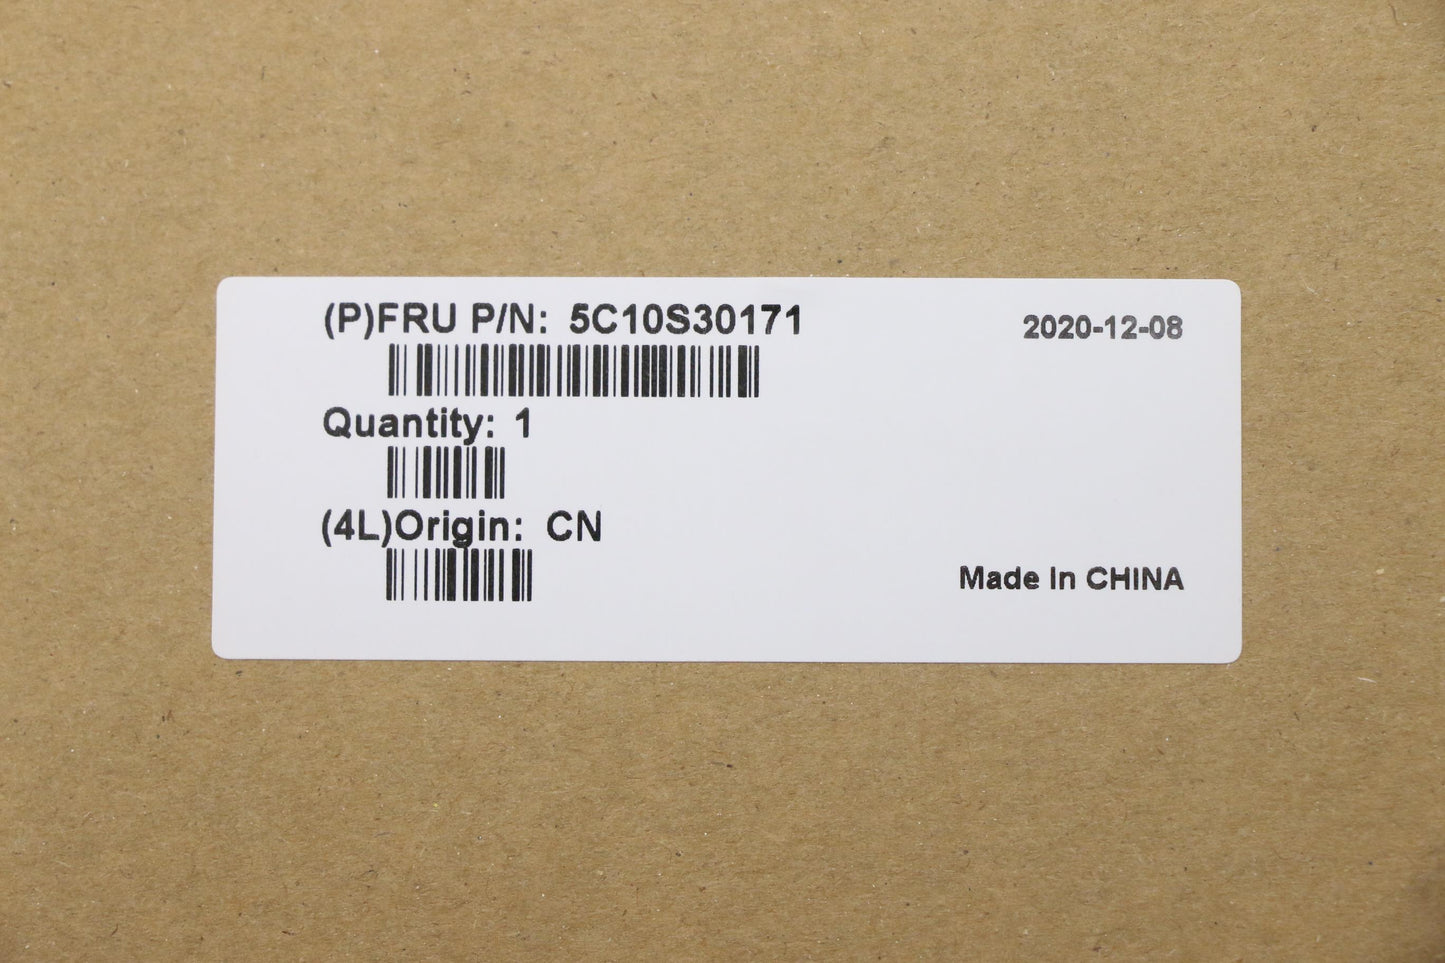 (P)FRU P/N: 5C10S30171
2020-12-08
Quantity: 1
(4L)Origin: CN
Made In CHINA